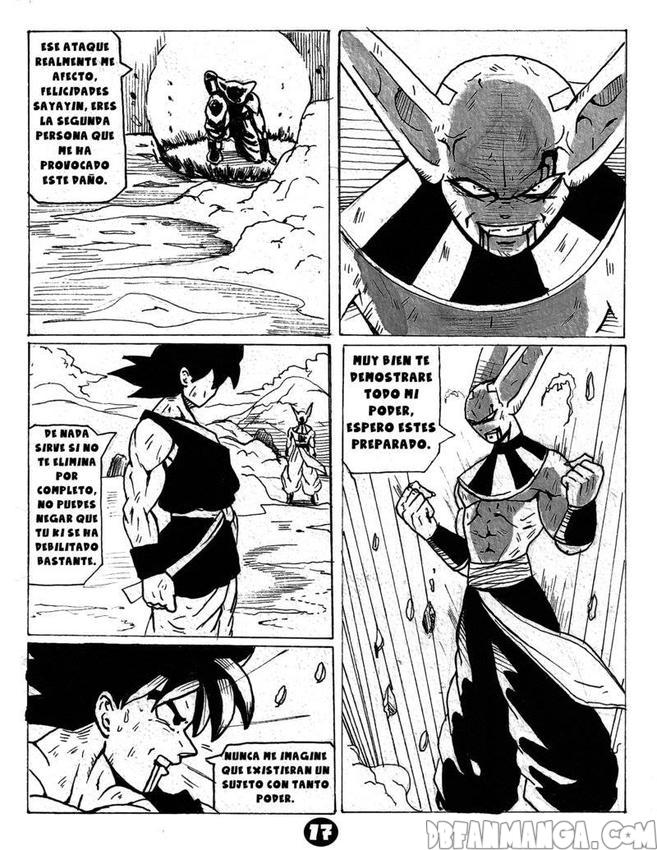 ESE ATAQUE
REALMENTE ME
AFECTO,
FELICIDADES
SAYAYIN, ERES
LA SEGUNDA
PERSONA QUE
ME HA
PROVOCADO
ESTE DAÑO.
DE NADA
SIRVE SI NO
TE ELIMINA
POR
COMPLETO,
NO PUEDES
NEGAR QUE
TU KI SE HA
DEBILITADO
BASTANTE.
MUY BIEN TE
DEMOSTRARE
TODO MI
PODER,
ESPERO ESTES
PREPARADO.
NUNCA ME IMAGINE
QUE EXISTIERAN UN
SUJETO CON TANTO
PODER.
17
DBFANMANGA.COM